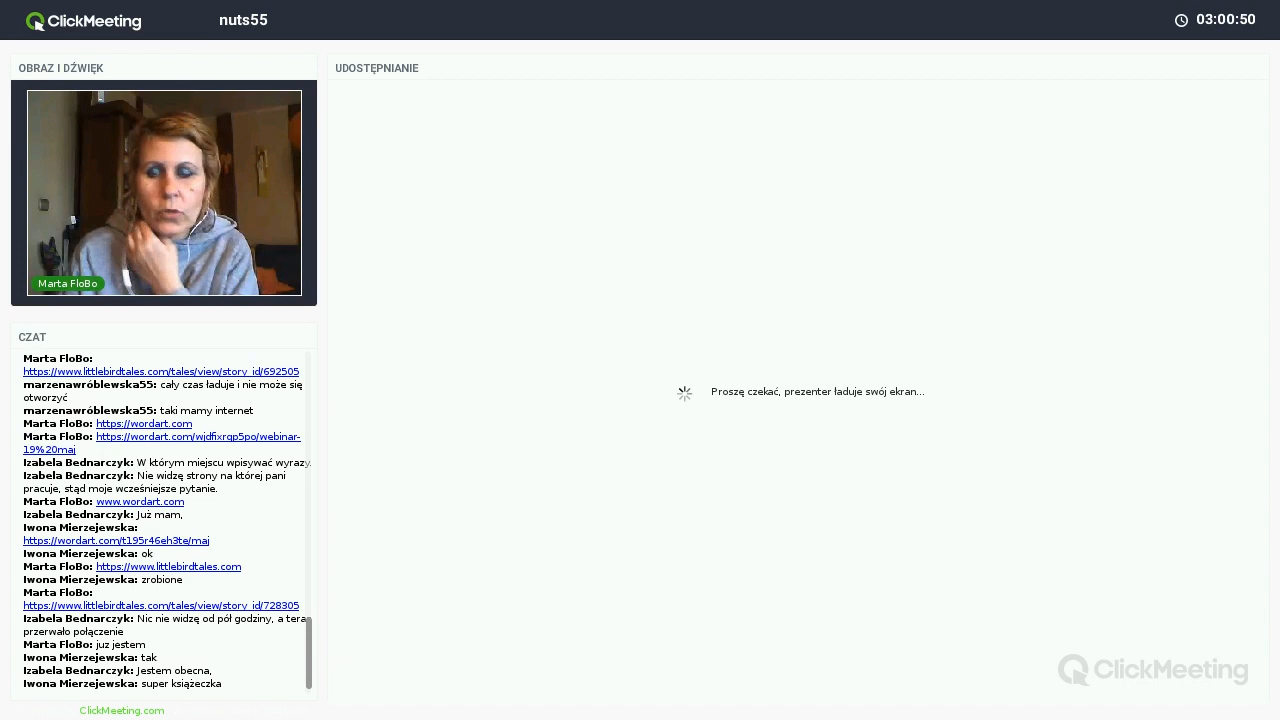 ClickMeeting
nuts55
03:00:50
OBRAZ I DŹWIĘK
UDOSTĘPNIANIE
Marta FloBo
CZAT
Marta FloBo:
https://www.littlebirdtales.com/tales/view/story_id/692505
marzenawróblewska55: cały czas ładuje i nie może się
otworzyć
marzenawróblewska55: taki mamy internet
Marta FloBo: https://wordart.com
Marta FloBo: https://wordart.com/wjdfixrqp5po/webinar-
19%20maj
Izabela Bednarczyk: W którym miejscu wpisywać wyrazy.
Izabela Bednarczyk: Nie widzę strony na której pani
pracuje, stąd moje wcześniejsze pytanie.
Marta FloBo: www.wordart.com
Izabela Bednarczyk: Już mam,
Iwona Mierzejewska:
https://wordart.com/t195r46eh3te/maj
Iwona Mierzejewska: ok
Marta FloBo: https://www.littlebirdtales.com
Iwona Mierzejewska: zrobione
Marta FloBo:
https://www.littlebirdtales.com/tales/view/story_id/728305
Izabela Bednarczyk: Nic nie widzę od pół godziny, a tera
przerwało połączenie
Marta FloBo: juz jestem
Iwona Mierzejewska: tak
Izabela Bednarczyk: Jestem obecna,
Iwona Mierzejewska: super książeczka
Proszę czekać, prezenter ładuje swój ekran...
ClickMeeting
ClickMeeting.com